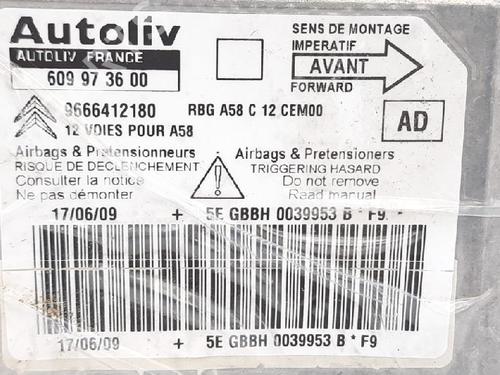 Autoliv
AUTOLIV FRANCE
609 97 36 00
SENS DE MONTAGE
IMPERATIF
AVANT
FORWARD
9666412180 RBG A58 C 12 CEM00
12 VOIES POUR A58
AD
Airbags & Pretensionneurs
RISQUE DE DECLENCHEMENT
Consulter la notice
Ne pas démonter
Airbags & Pretensioners
TRIGGERING HASARD
Do not remove
Read manual
17/06/09 + 5E GBBH 0039953 B * F9 *
17/06/09 + 5E GBBH 0039953 B * F9